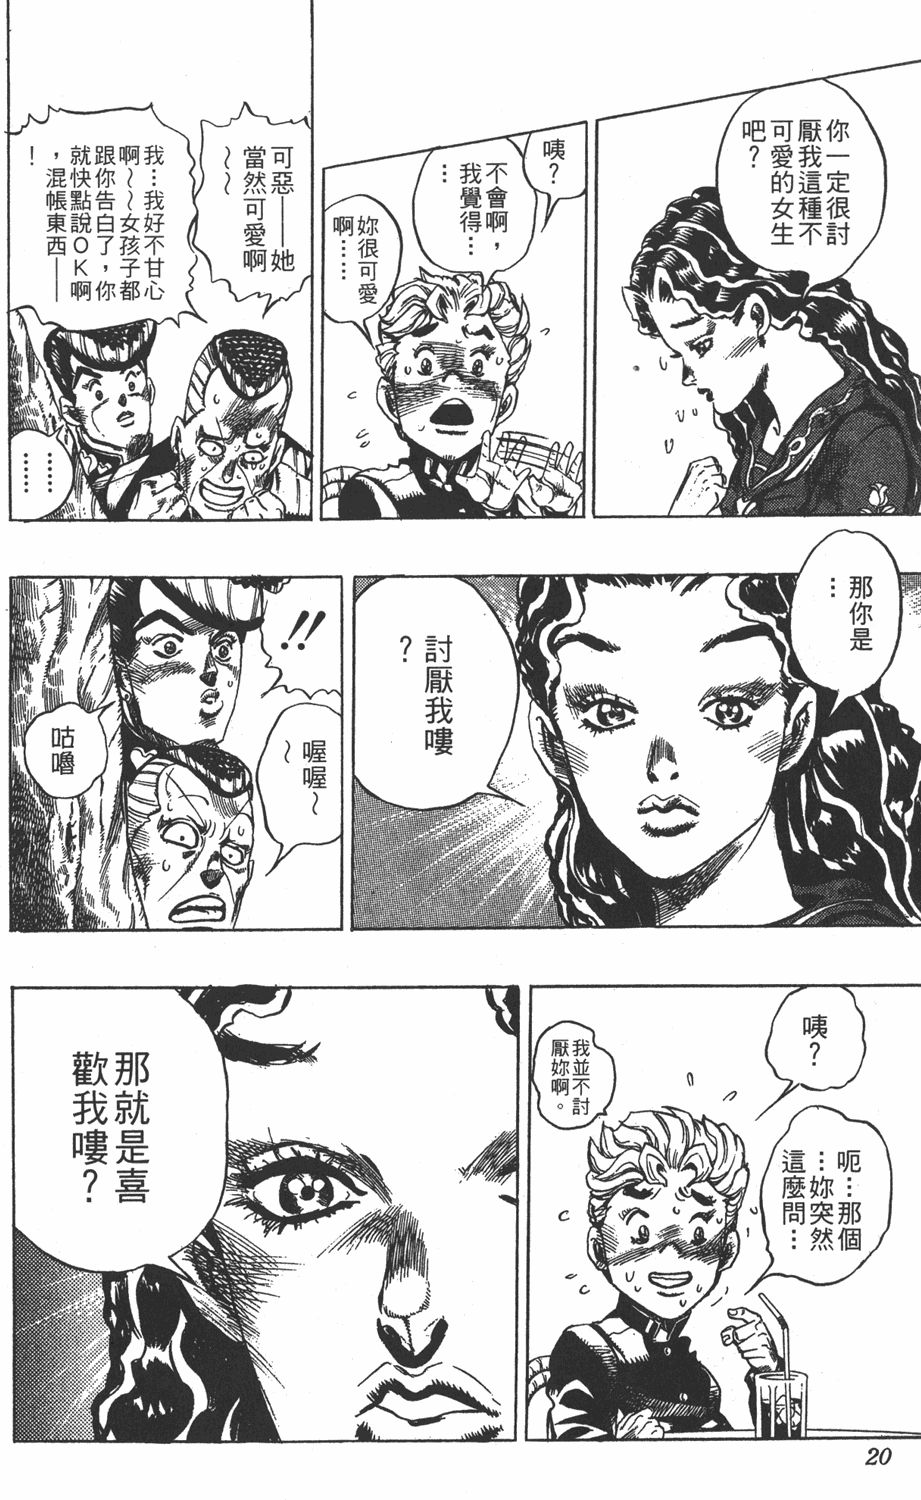 你一定很討
厭我這種不
可愛的女生
吧？
咦？
不會啊，
我覺得…
…
妳很可愛
啊……
可惡——她
當然可愛啊
～～
我…我好不甘心
啊～～女孩子都
跟你告白了，你
就快點說ＯＫ啊
，混帳東西——
！
……
……
那你是
…
討厭我嘍
？
!!
喔喔～
～
咕嚕
咦？
我並不討
厭妳啊。
呃…那個
…妳突然
這麼問…
那就是喜
歡我嘍？
20